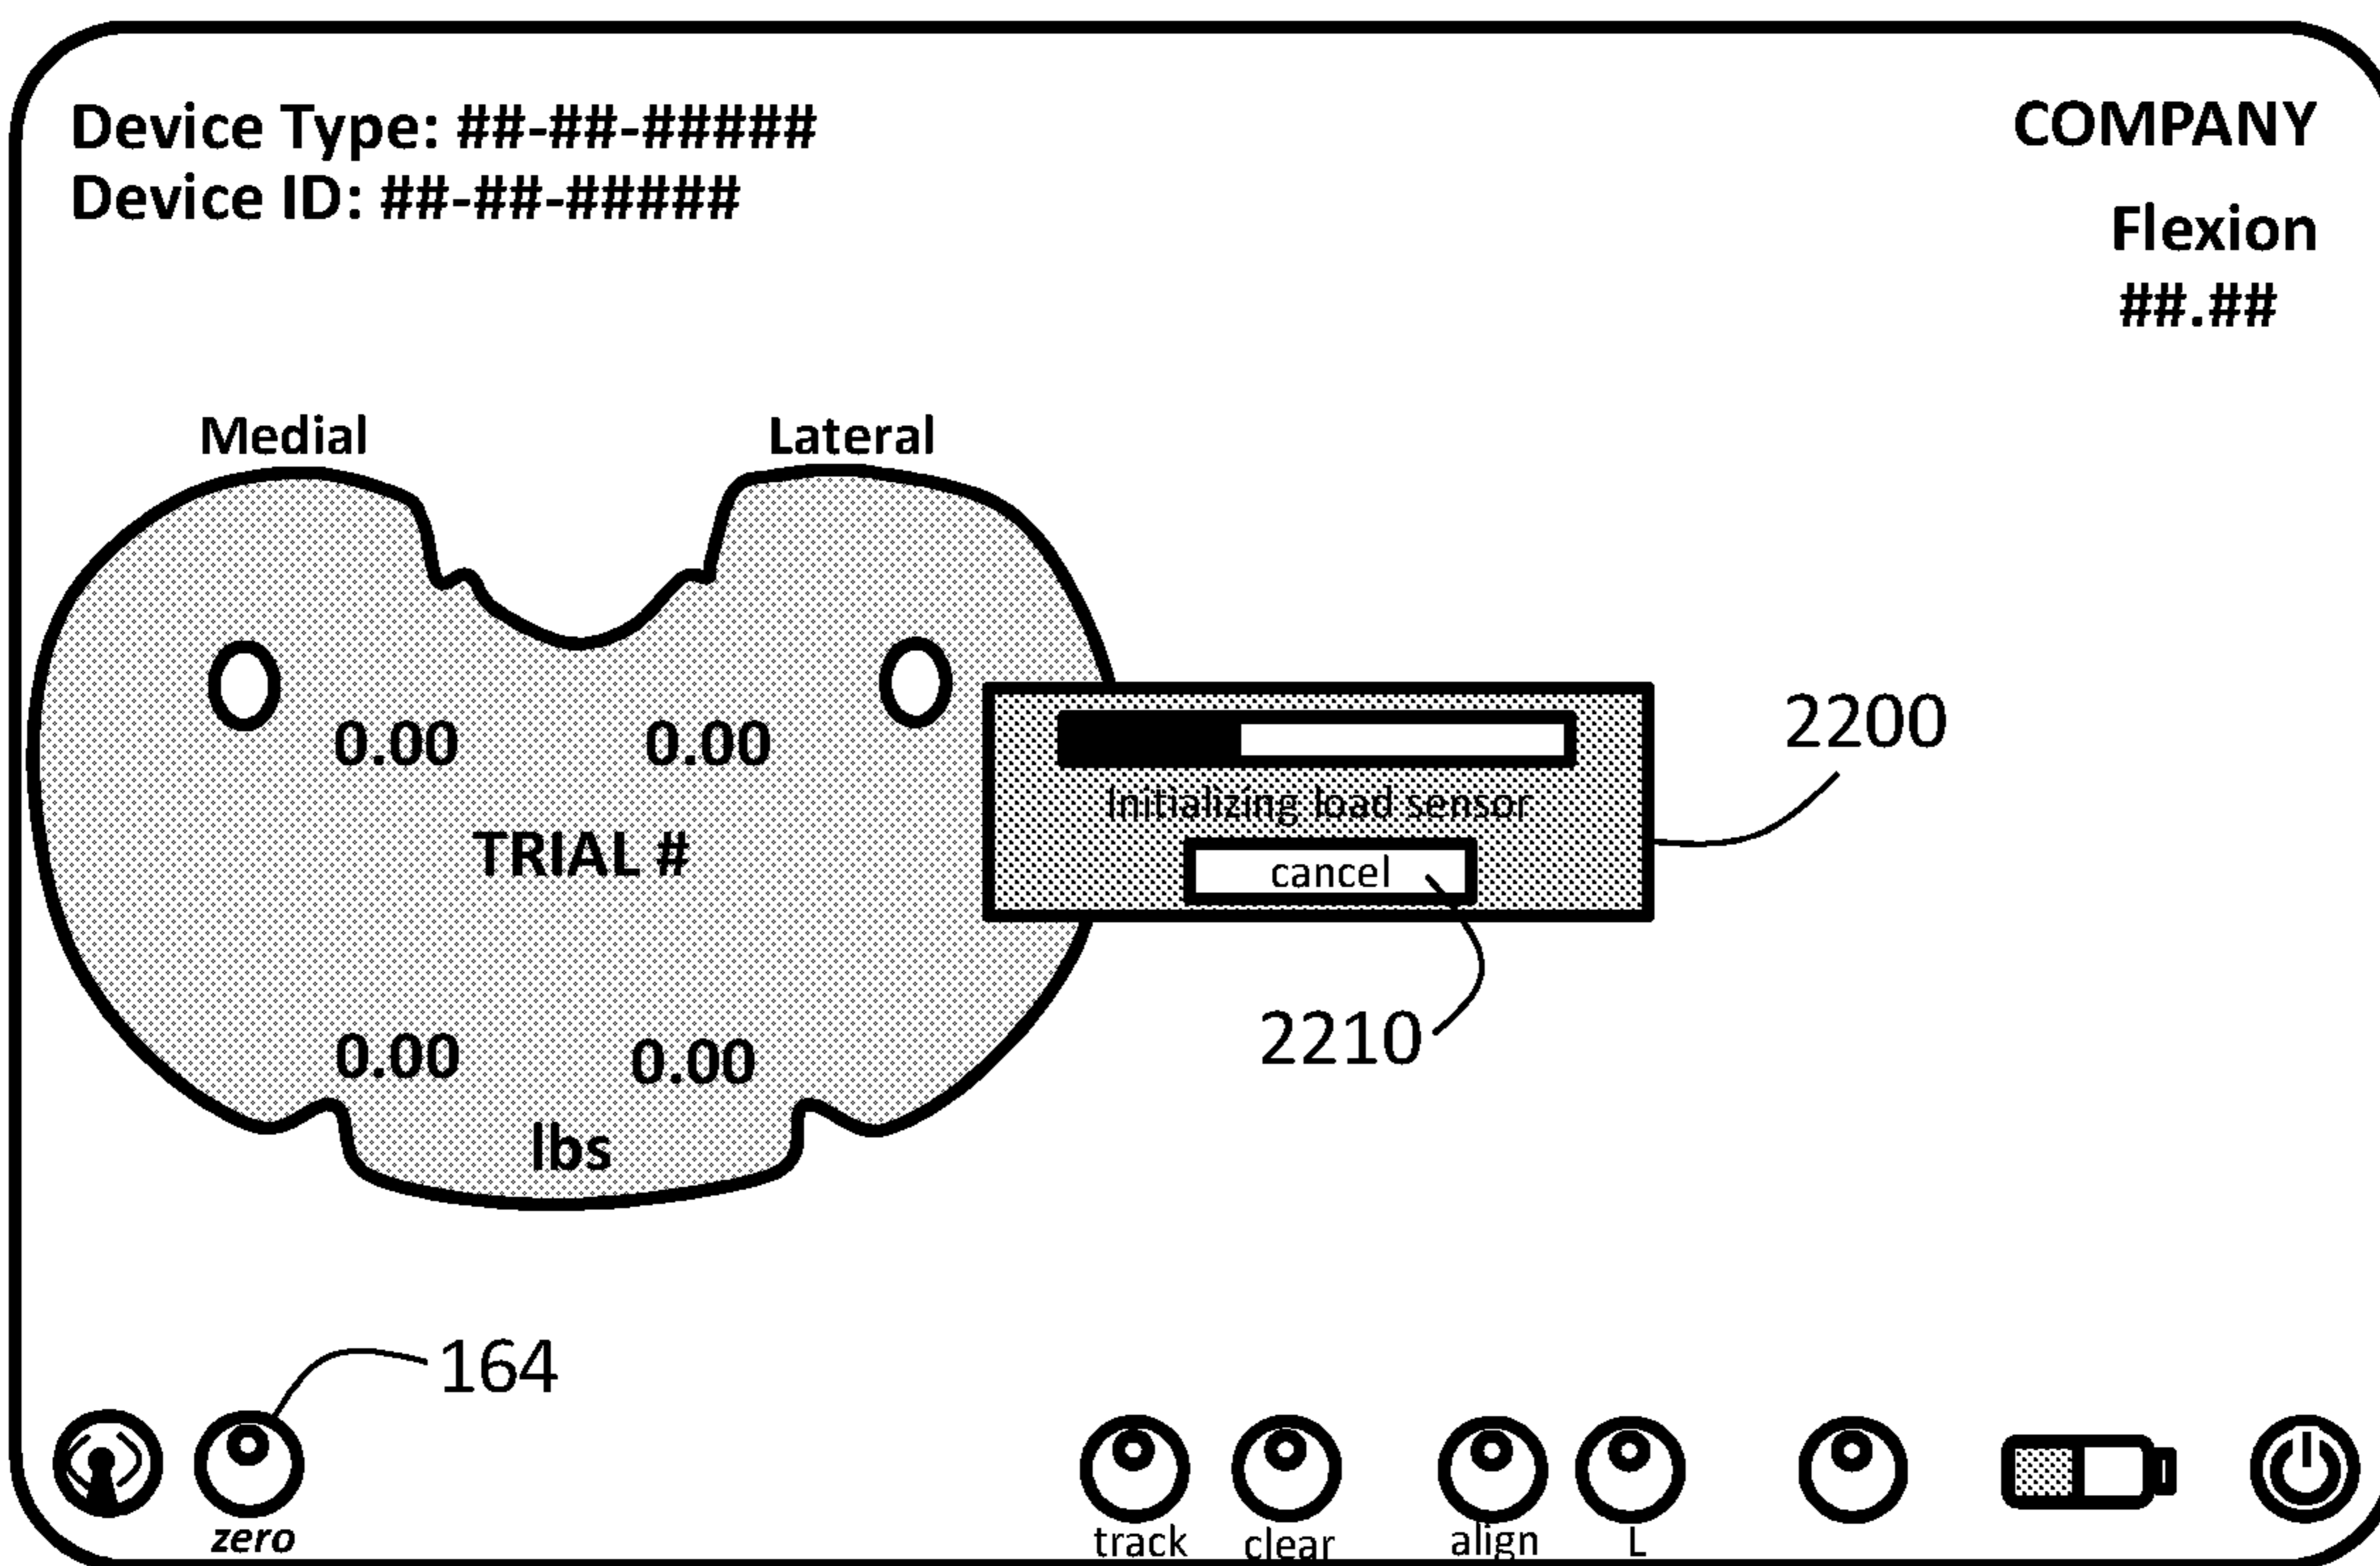 Device Type: ##-##-#####
COMPANY
Device ID: ##-##-#####
Flexion
##.##
Medial
Lateral
0.00 0.00
2200
Initializing load sensor
TRIAL #
cancel
2210
0.00 0.00
lbs
164
zero
track
clear
align
L